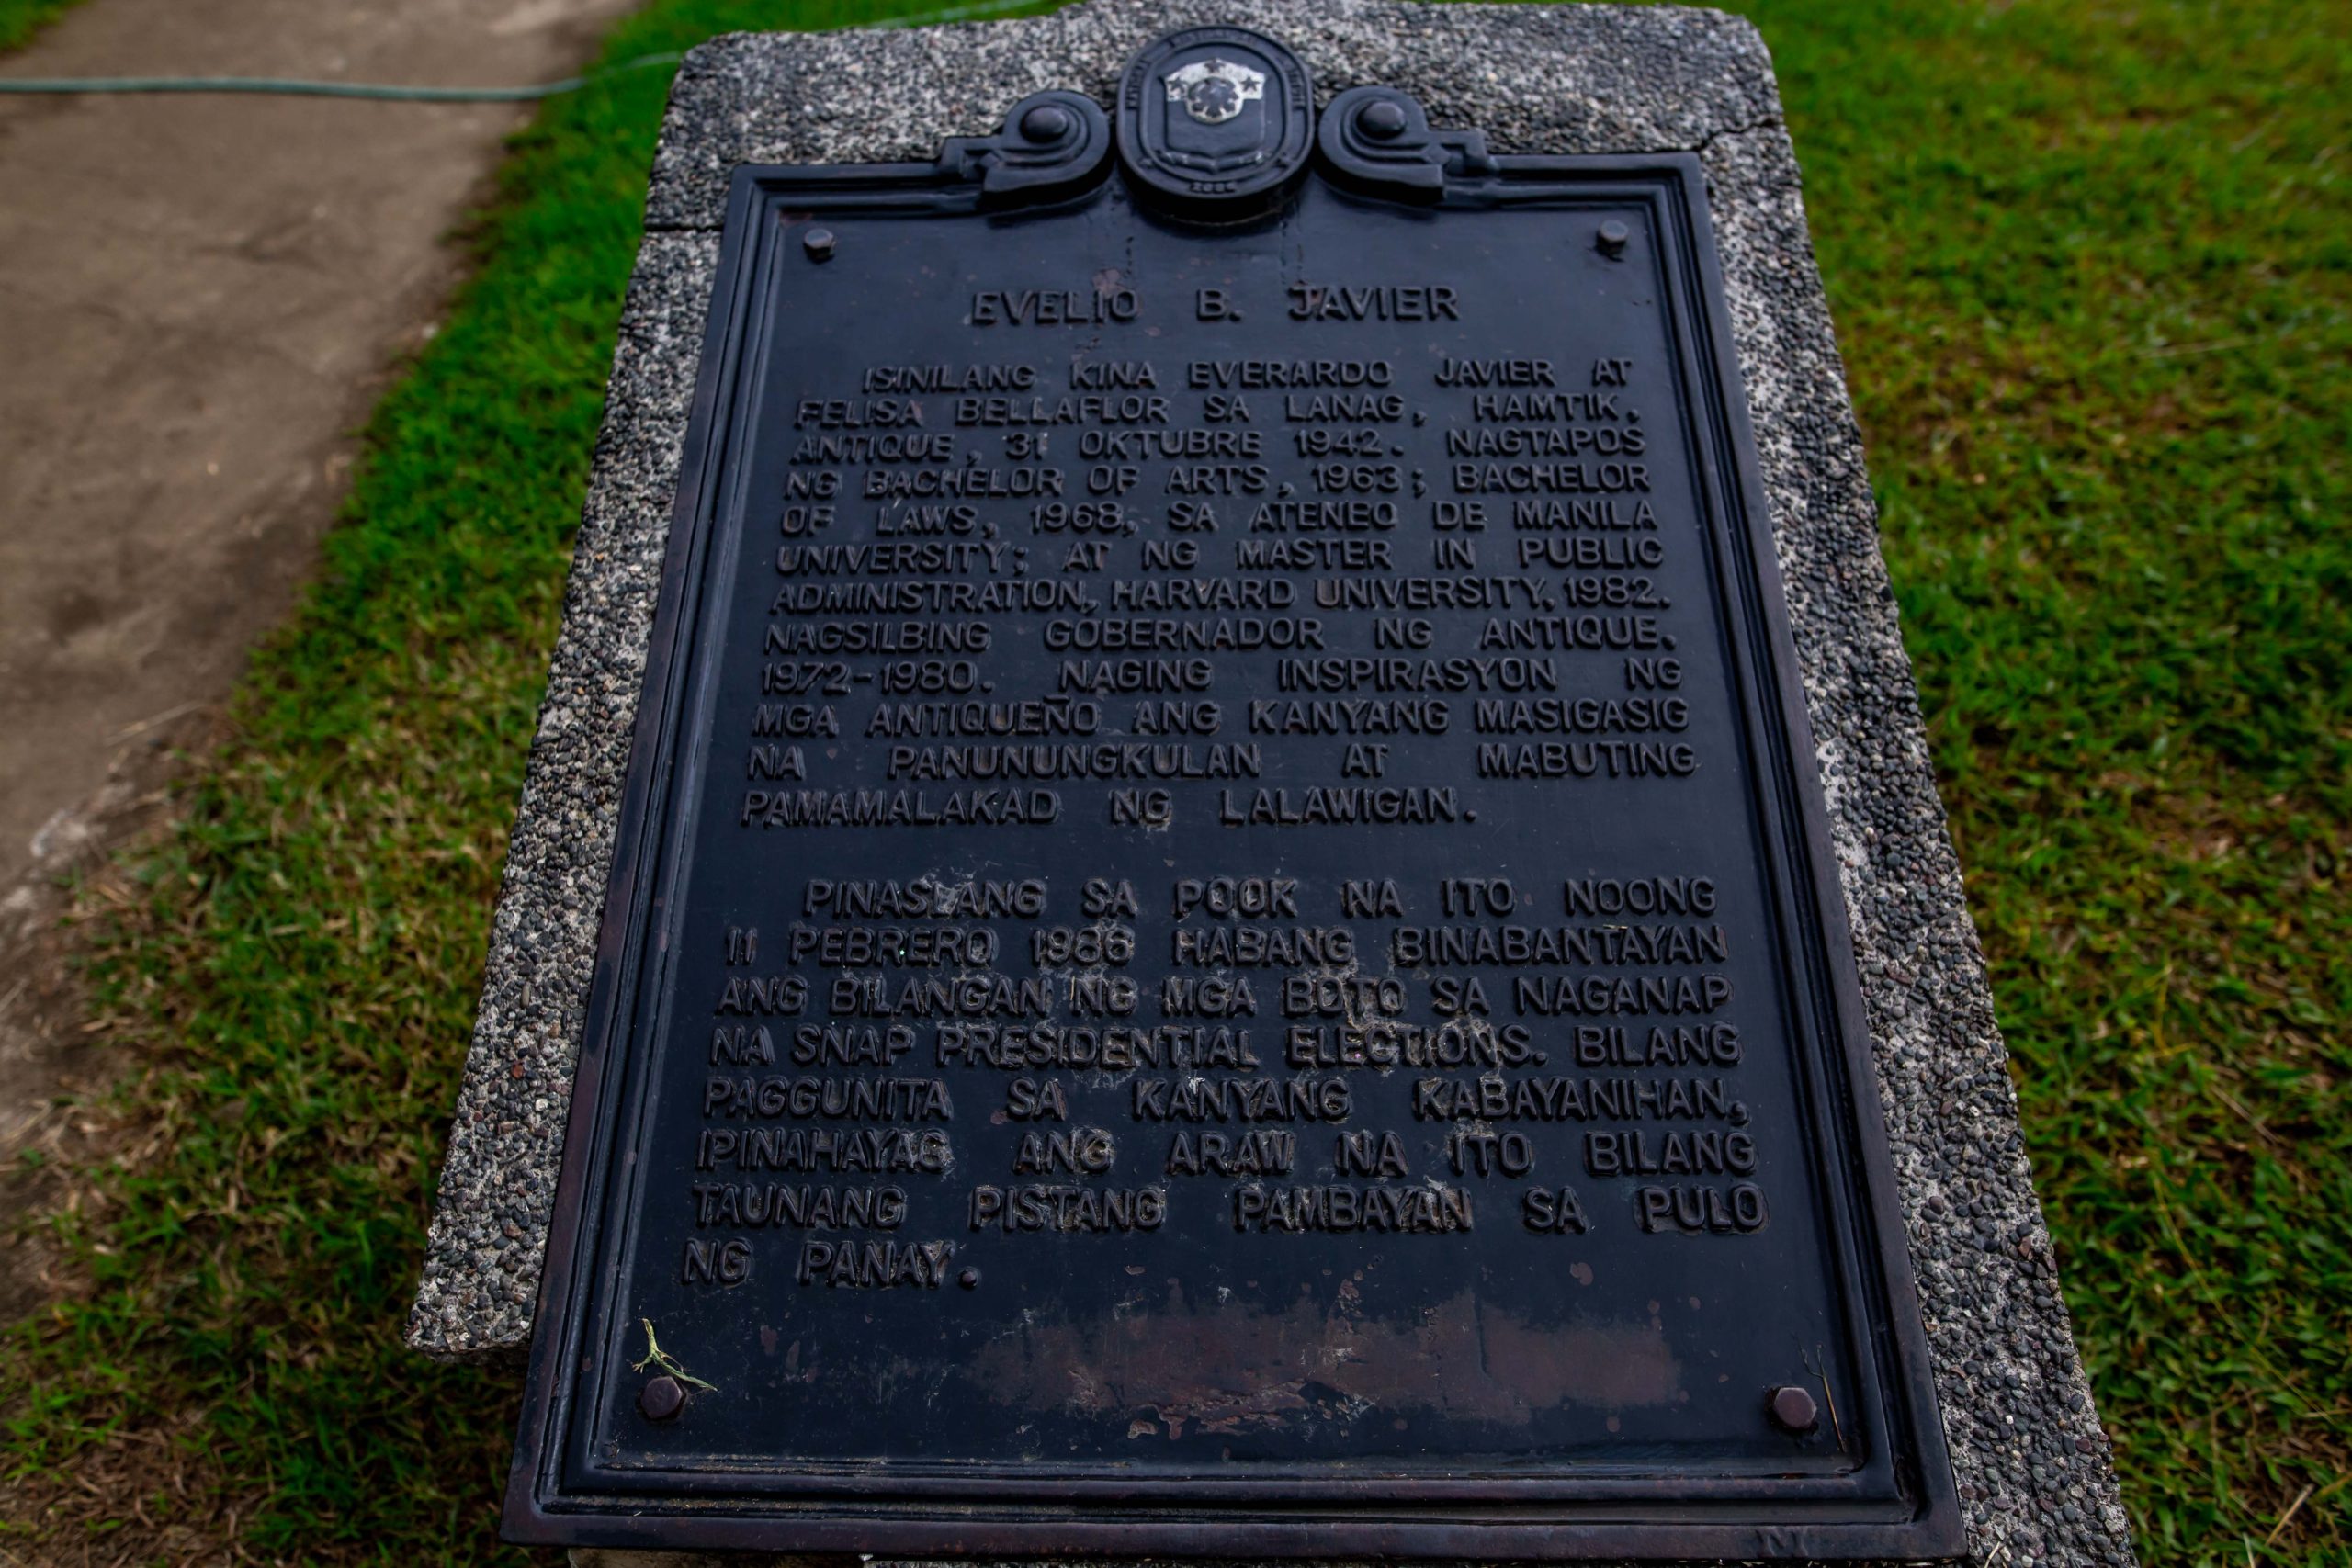 EVELIO B. JAVIER
ISINILANG KINA EVERARDO JAVIER AT
FELISA BELLAFLOR SA LANAG, HAMTIK,
ANTIQUE, 31 OKTUBRE 1942. NAGTAPOS
NG BACHELOR OF ARTS, 1963; BACHELOR
OF LAWS, 1968, SA ATENEO DE MANILA
UNIVERSITY; AT NG MASTER IN PUBLIC
ADMINISTRATION, HARVARD UNIVERSITY, 1982.
NAGSILBING GOBERNADOR NG ANTIQUE,
1972-1980. NAGING INSPIRASYON NG
MGA ANTIQUEÑO ANG KANYANG MASIGASIG
NA PANUNUNGKULAN AT MABUTING
PAMAMALAKAD NG LALAWIGAN.
PINASLANG SA POOK NA ITO NOONG
11 PEBRERO 1986 HABANG BINABANTAYAN
ANG BILANGAN NG MGA BOTO SA NAGANAP
NA SNAP PRESIDENTIAL ELECTIONS. BILANG
PAGGUNITA SA KANYANG KABAYANIHAN,
IPINAHAYAG ANG ARAW NA ITO BILANG
TAUNANG PISTANG PAMBAYAN SA PULO
NG PANAY.